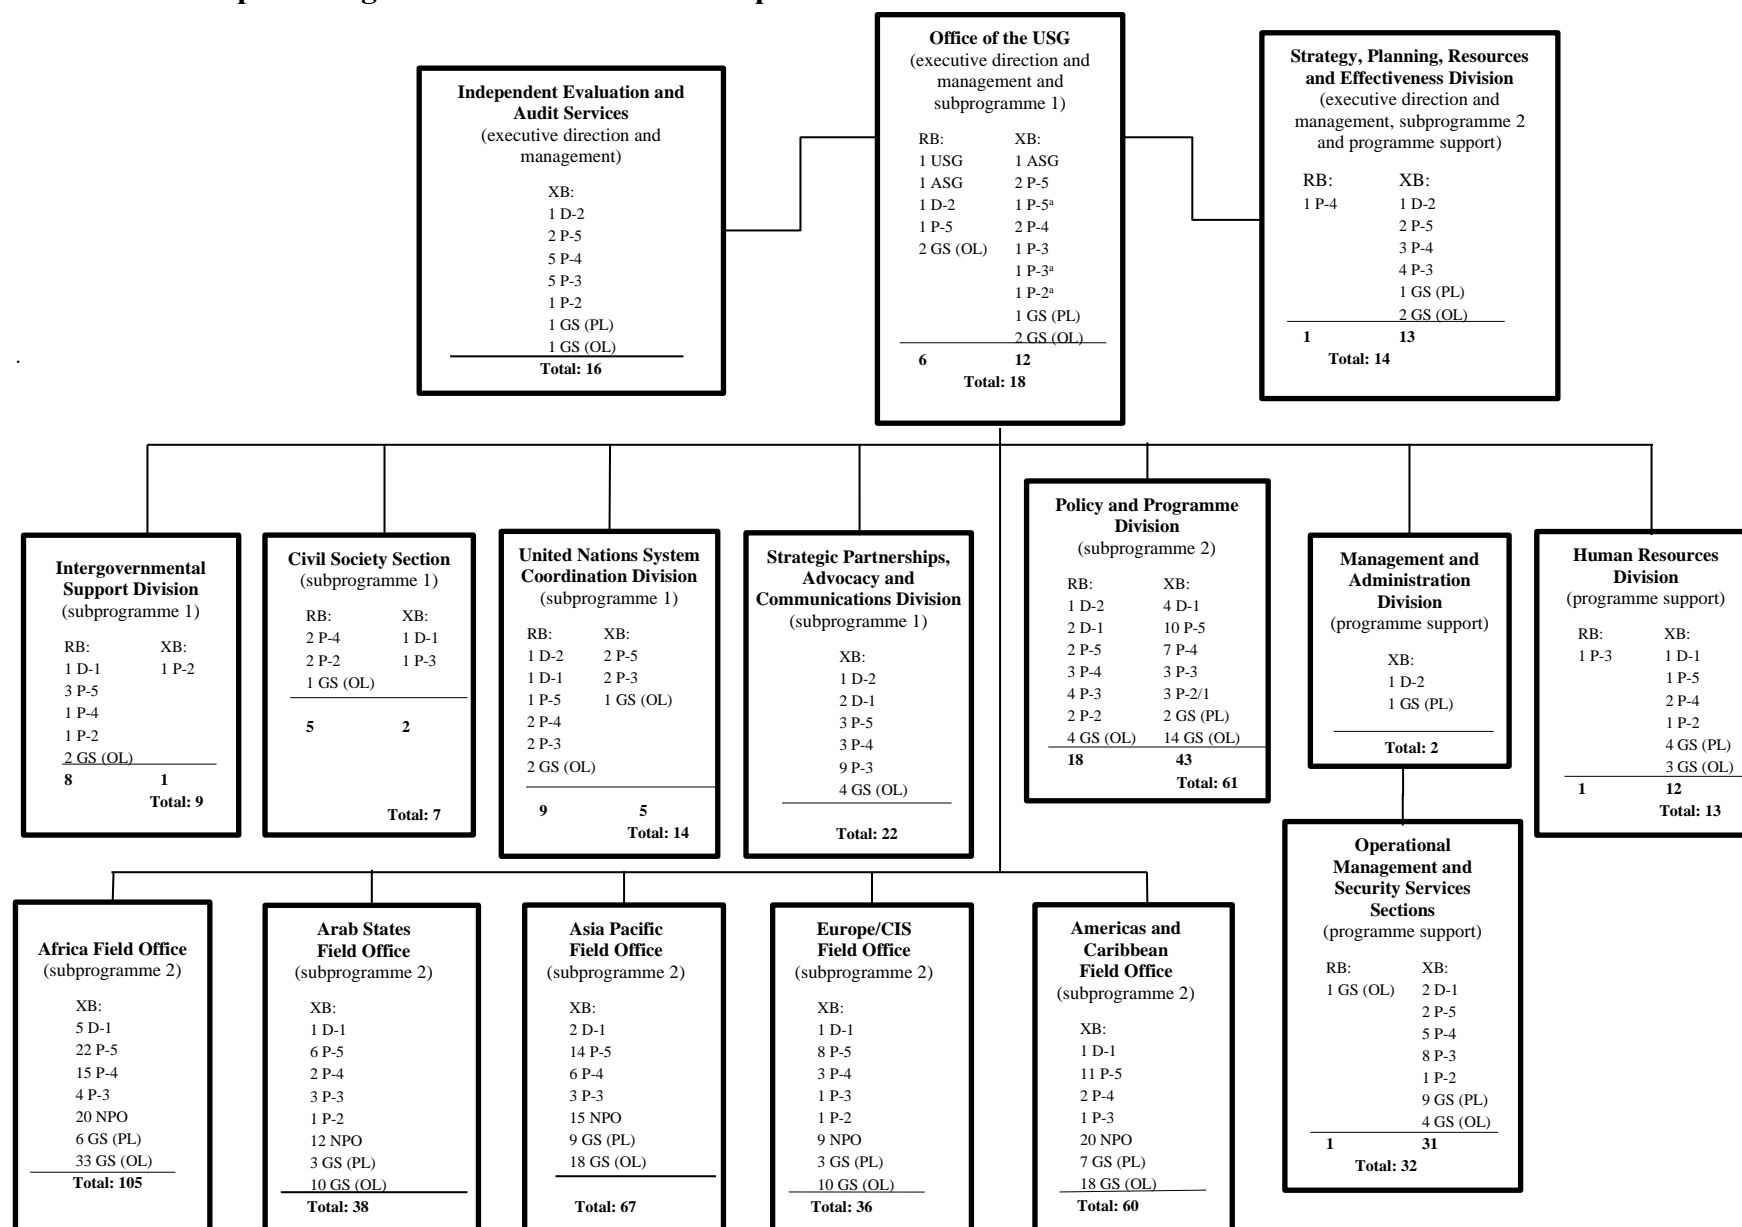 Office of the USG
(executive direction and
management and
subprogramme 1)
RB: XB:
1 USG 1 ASG
1 ASG 2 P-5
1 D-2 1 P-5ᵃ
1 P-5 2 P-4
2 GS (OL) 1 P-3
1 P-3ᵃ
1 P-2ᵃ
1 GS (PL)
2 GS (OL)
6 12
Total: 18
Independent Evaluation and
Audit Services
(executive direction and
management)
XB:
1 D-2
2 P-5
5 P-4
5 P-3
1 P-2
1 GS (PL)
1 GS (OL)
Total: 16
Strategy, Planning, Resources
and Effectiveness Division
(executive direction and
management, subprogramme 2
and programme support)
RB: XB:
1 P-4 1 D-2
2 P-5
3 P-4
4 P-3
1 GS (PL)
2 GS (OL)
1 13
Total: 14
.
Intergovernmental
Support Division
(subprogramme 1)
RB: XB:
1 D-1 1 P-2
3 P-5
1 P-4
1 P-2
2 GS (OL)
8 1
Total: 9
Civil Society Section
(subprogramme 1)
RB: XB:
2 P-4 1 D-1
2 P-2 1 P-3
1 GS (OL)
5 2
Total: 7
United Nations System
Coordination Division
(subprogramme 1)
RB: XB:
1 D-2 2 P-5
1 D-1 2 P-3
1 P-5 1 GS (OL)
2 P-4
2 P-3
2 GS (OL)
9 5
Total: 14
Strategic Partnerships,
Advocacy and
Communications Division
(subprogramme 1)
XB:
1 D-2
2 D-1
3 P-5
3 P-4
9 P-3
4 GS (OL)
Total: 22
Policy and Programme
Division
(subprogramme 2)
RB: XB:
1 D-2 4 D-1
2 D-1 10 P-5
2 P-5 7 P-4
3 P-4 3 P-3
4 P-3 3 P-2/1
2 P-2 2 GS (PL)
4 GS (OL) 14 GS (OL)
18 43
Total: 61
Management and
Administration
Division
(programme support)
XB:
1 D-2
1 GS (PL)
Total: 2
Human Resources
Division
(programme support)
RB: XB:
1 P-3 1 D-1
1 P-5
2 P-4
1 P-2
4 GS (PL)
3 GS (OL)
1 12
Total: 13
Operational
Management and
Security Services
Sections
(programme support)
RB: XB:
1 GS (OL) 2 D-1
2 P-5
5 P-4
8 P-3
1 P-2
9 GS (PL)
4 GS (OL)
1 31
Total: 32
Africa Field Office
(subprogramme 2)
XB:
5 D-1
22 P-5
15 P-4
4 P-3
20 NPO
6 GS (PL)
33 GS (OL)
Total: 105
Arab States
Field Office
(subprogramme 2)
XB:
1 D-1
6 P-5
2 P-4
3 P-3
1 P-2
12 NPO
3 GS (PL)
10 GS (OL)
Total: 38
Asia Pacific
Field Office
(subprogramme 2)
XB:
2 D-1
14 P-5
6 P-4
3 P-3
15 NPO
9 GS (PL)
18 GS (OL)
Total: 67
Europe/CIS
Field Office
(subprogramme 2)
XB:
1 D-1
8 P-5
3 P-4
1 P-3
1 P-2
9 NPO
3 GS (PL)
10 GS (OL)
Total: 36
Americas and
Caribbean
Field Office
(subprogramme 2)
XB:
1 D-1
11 P-5
2 P-4
1 P-3
20 NPO
7 GS (PL)
18 GS (OL)
Total: 60